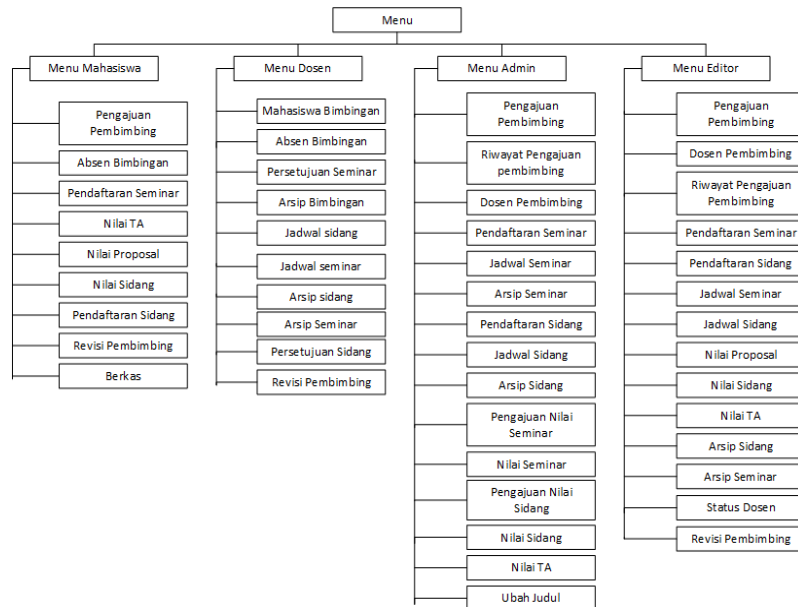 Menu
Menu Mahasiswa
Pengajuan
Pembimbing
Absen Bimbingan
Pendaftaran Seminar
Nilai TA
Nilai Proposal
Nilai Sidang
Pendaftaran Sidang
Revisi Pembimbing
Berkas
Menu Dosen
Mahasiswa Bimbingan
Absen Bimbingan
Persetujuan Seminar
Arsip Bimbingan
Jadwal sidang
Jadwal seminar
Arsip sidang
Arsip Seminar
Persetujuan Sidang
Revisi Pembimbing
Menu Admin
Pengajuan
Pembimbing
Riwayat Pengajuan
pembimbing
Dosen Pembimbing
Pendaftaran Seminar
Jadwal Seminar
Arsip Seminar
Pendaftaran Sidang
Jadwal Sidang
Arsip Sidang
Pengajuan Nilai
Seminar
Nilai Seminar
Pengajuan Nilai
Sidang
Nilai Sidang
Nilai TA
Ubah Judul
Menu Editor
Pengajuan
Pembimbing
Dosen Pembimbing
Riwayat Pengajuan
Pembimbing
Pendaftaran Seminar
Pendaftaran Sidang
Jadwal Seminar
Jadwal Sidang
Nilai Proposal
Nilai Sidang
Nilai TA
Arsip Sidang
Arsip Seminar
Status Dosen
Revisi Pembimbing